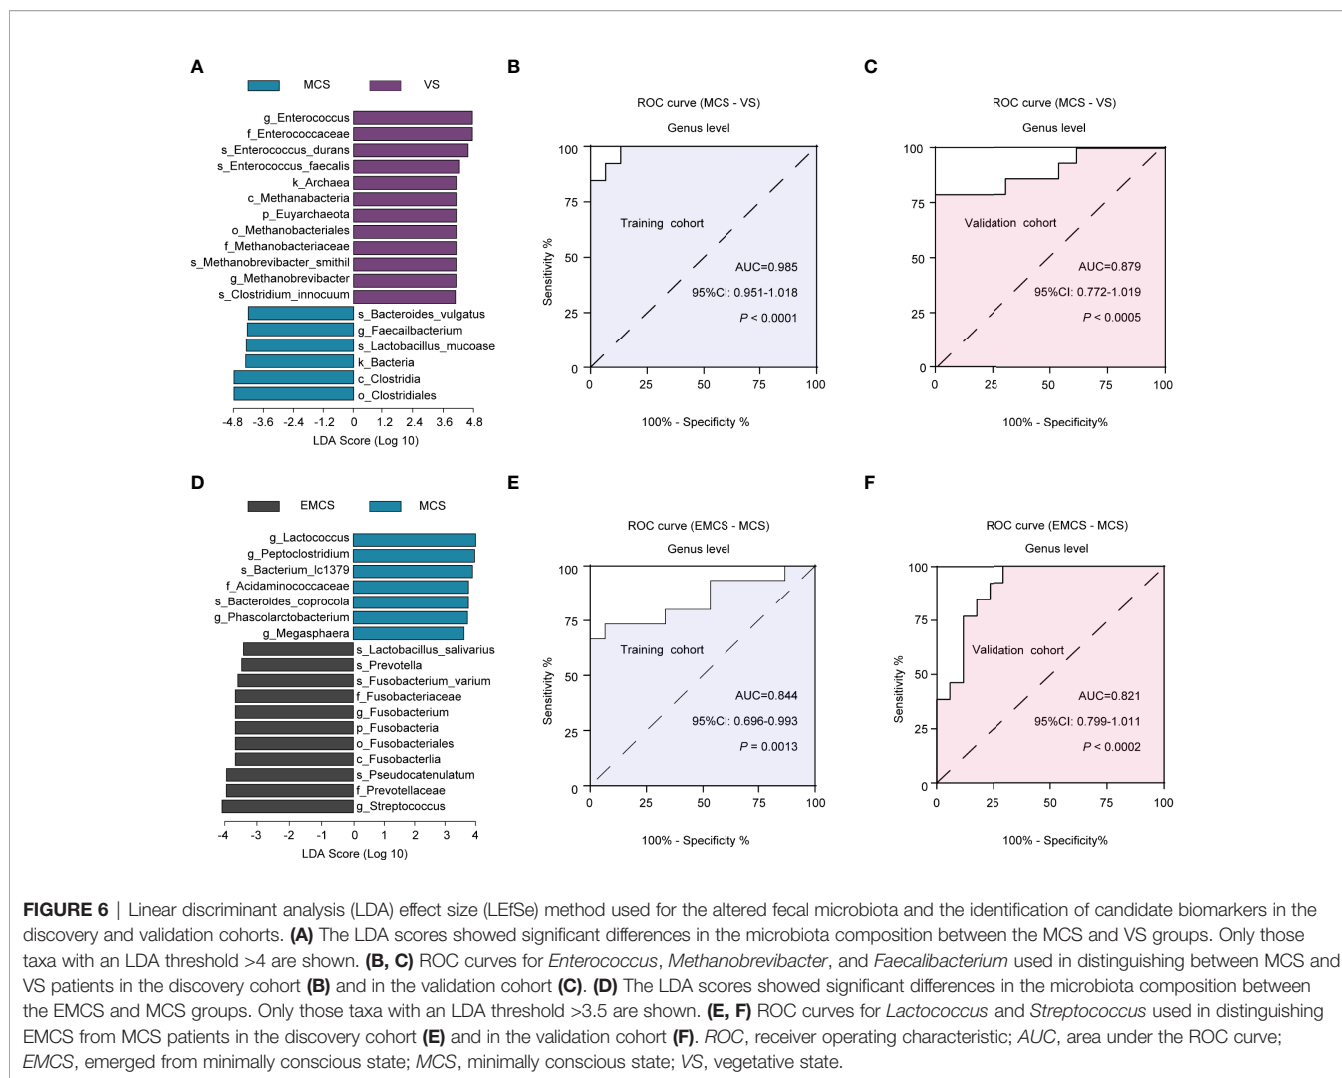 A
MCS VS
g_Enterococcus
f_Enterococcaceae
s_Enterococcus_durans
s_Enterococcus_faecalis
k_Archaea
c_Methanabacteria
p_Euyarchaeota
o_Methanobacteriales
f_Methanobacteriaceae
s_Methanobrevibacter_smithil
g_Methanobrevibacter
s_Clostridium_innocuum
s_Bacteroides_vulgatus
g_Faecailbacterium
s_Lactobacillus_mucoase
k_Bacteria
c_Clostridia
o_Clostridiales
-4.8 -3.6 -2.4 -1.2 0 1.2 2.4 3.6 4.8
LDA Score (Log 10)
B
ROC curve (MCS - VS)
Genus level
100
75
50
25
0
Sensitivity %
Training cohort
AUC=0.985
95%CI: 0.951-1.018
P < 0.0001
0 25 50 75 100
100% - Specificty %
C
ROC curve (MCS - VS)
Genus level
100
75
50
25
0
Validation cohort
AUC=0.879
95%CI: 0.772-1.019
P < 0.0005
0 25 50 75 100
100% - Specificty%
D
EMCS MCS
g_Lactococcus
g_Peptoclostridium
s_Bacterium_lc1379
f_Acidaminococcaceae
s_Bacteroides_coprocola
g_Phascolarctobacterium
g_Megasphaera
s_Lactobacillus_salivarius
s_Prevotella
s_Fusobacterium_varium
f_Fusobacteriaceae
g_Fusobacterium
p_Fusobacteria
o_Fusobacteriales
c_Fusobacterlia
s_Pseudocatenulatum
f_Prevotellaceae
g_Streptococcus
-4 -3 -2 -1 0 1 2 3 4
LDA Score (Log 10)
E
ROC curve (EMCS - MCS)
Genus level
100
75
50
25
0
Sensitivity %
Training cohort
AUC=0.844
95%CI: 0.696-0.993
P = 0.0013
0 25 50 75 100
100% - Specificty %
F
ROC curve (EMCS - MCS)
Genus level
100
75
50
25
0
Sensitivity %
Validation cohort
AUC=0.821
95%CI: 0.799-1.011
P < 0.0002
0 25 50 75 100
100% - Specificty%
FIGURE 6 | Linear discriminant analysis (LDA) effect size (LEfSe) method used for the altered fecal microbiota and the identification of candidate biomarkers in the
discovery and validation cohorts. (A) The LDA scores showed significant differences in the microbiota composition between the MCS and VS groups. Only those
taxa with an LDA threshold >4 are shown. (B, C) ROC curves for Enterococcus, Methanobrevibacter, and Faecalibacterium used in distinguishing between MCS and
VS patients in the discovery cohort (B) and in the validation cohort (C). (D) The LDA scores showed significant differences in the microbiota composition between
the EMCS and MCS groups. Only those taxa with an LDA threshold >3.5 are shown. (E, F) ROC curves for Lactococcus and Streptococcus used in distinguishing
EMCS from MCS patients in the discovery cohort (E) and in the validation cohort (F). ROC, receiver operating characteristic; AUC, area under the ROC curve;
EMCS, emerged from minimally conscious state; MCS, minimally conscious state; VS, vegetative state.